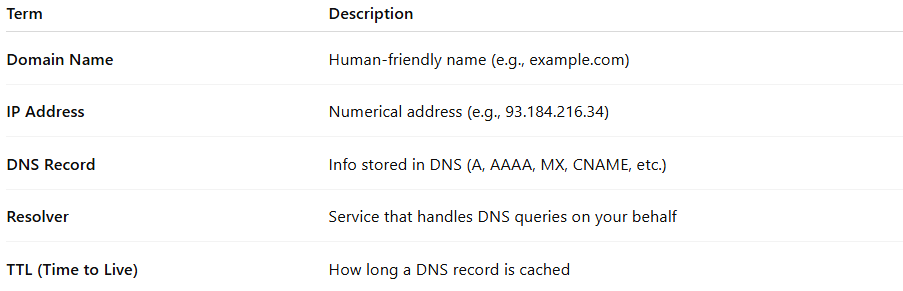 Term Description
Domain Name Human-friendly name (e.g., example.com)
IP Address Numerical address (e.g., 93.184.216.34)
DNS Record Info stored in DNS (A, AAAA, MX, CNAME, etc.)
Resolver Service that handles DNS queries on your behalf
TTL (Time to Live) How long a DNS record is cached